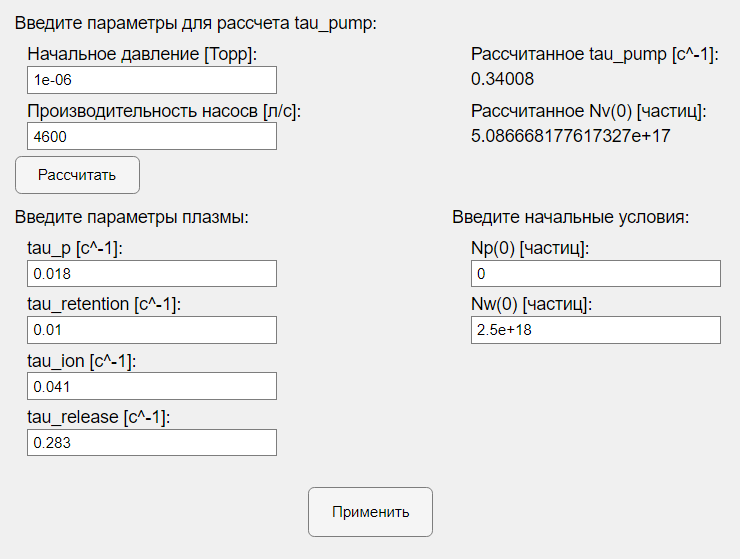 Введите параметры для рассчета tau_pump:
Начальное давление [Торр]:
1e-06
Производительность насосв [л/с]:
4600
Рассчитать
Рассчитанное tau_pump [c^-1]:
0.34008
Рассчитанное Nv(0) [частиц]:
5.086668177617327e+17
Введите параметры плазмы:
tau_p [c^-1]:
0.018
tau_retention [c^-1]:
0.01
tau_ion [c^-1]:
0.041
tau_release [c^-1]:
0.283
Введите начальные условия:
Np(0) [частиц]:
0
Nw(0) [частиц]:
2.5e+18
Применить